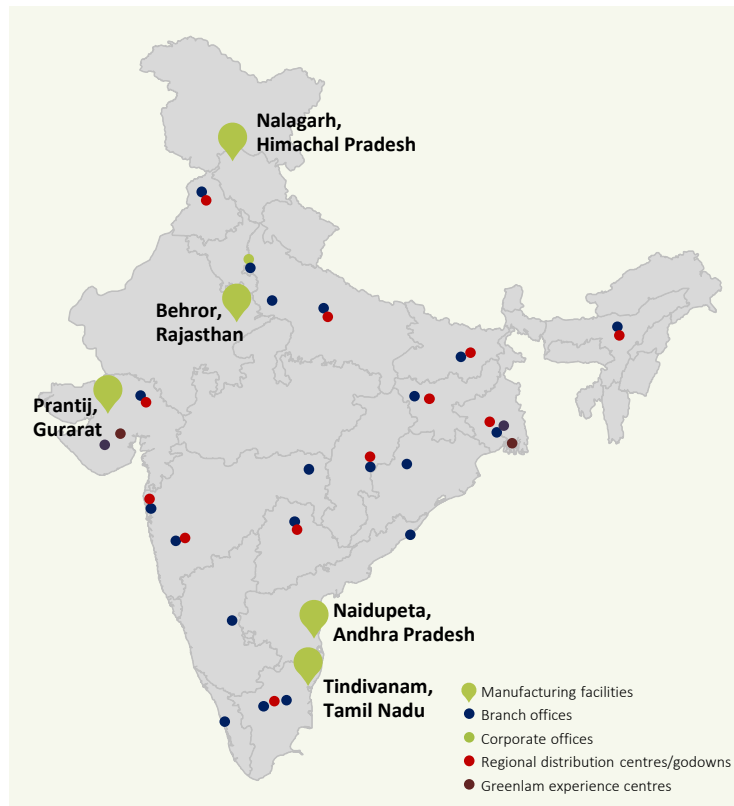 Nalagarh,
Himachal Pradesh
Behror,
Rajasthan
Prantij,
Gurarat
Naidupeta,
Andhra Pradesh
Tindivanam,
Tamil Nadu
Manufacturing facilities
Branch offices
Corporate offices
Regional distribution centres/godowns
Greenlam experience centres